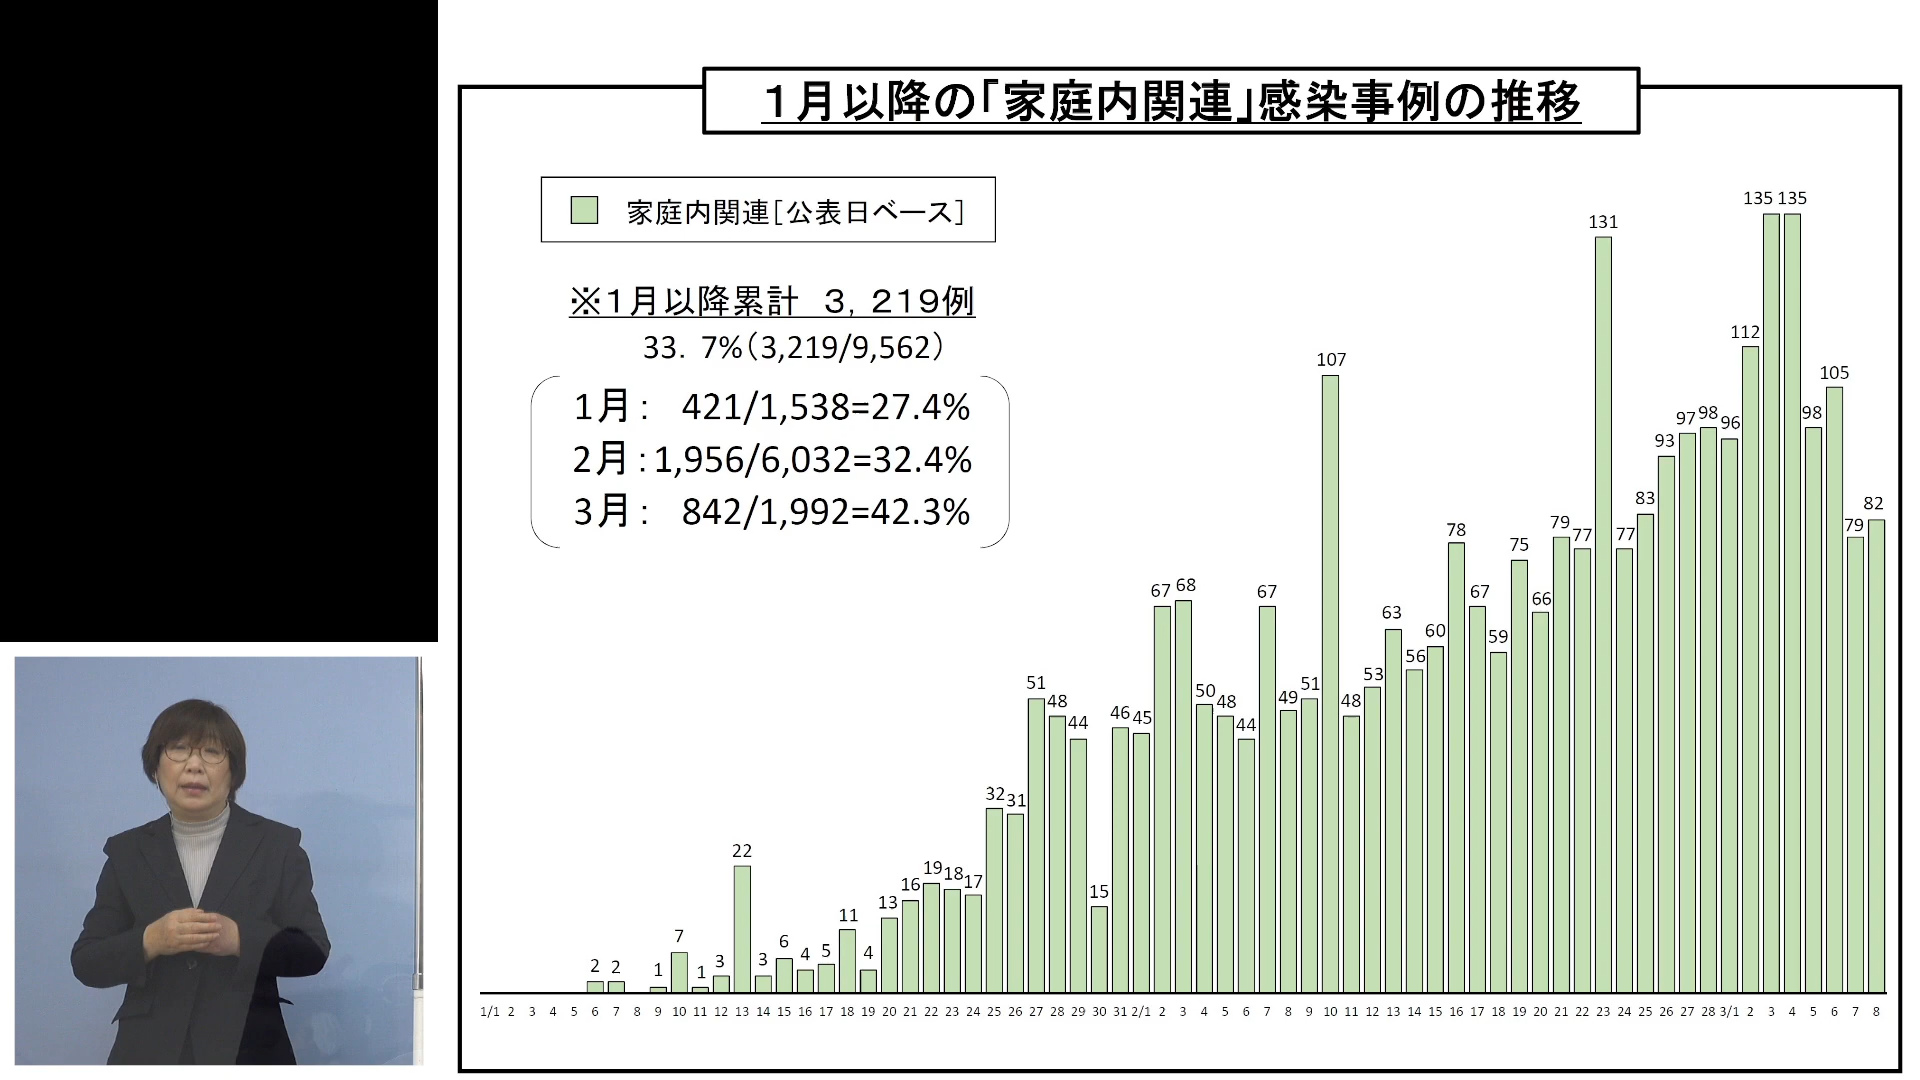 1月以降の「家庭内関連」感染事例の推移
家庭内関連[公表日ベース]
※1月以降累計 3,219例
33.7%(3,219/9,562)
1月: 421/1,538=27.4%
2月:1,956/6,032=32.4%
3月: 842/1,992=42.3%
2 2 1 7 1 3 22 3 6 4 5 11 4 13 16 19 18 17 32 31 51 48 44 15 46 45 67 68 50 48 44 67 49 51 107 48 53 63 56 60 78 67 59 75 66 79 77 131 77 83 93 97 98 96 112 135 135 98 105 79 82
1/1 2 3 4 5 6 7 8 9 10 11 12 13 14 15 16 17 18 19 20 21 22 23 24 25 26 27 28 29 30 31 2/1 2 3 4 5 6 7 8 9 10 11 12 13 14 15 16 17 18 19 20 21 22 23 24 25 26 27 28 3/1 2 3 4 5 6 7 8